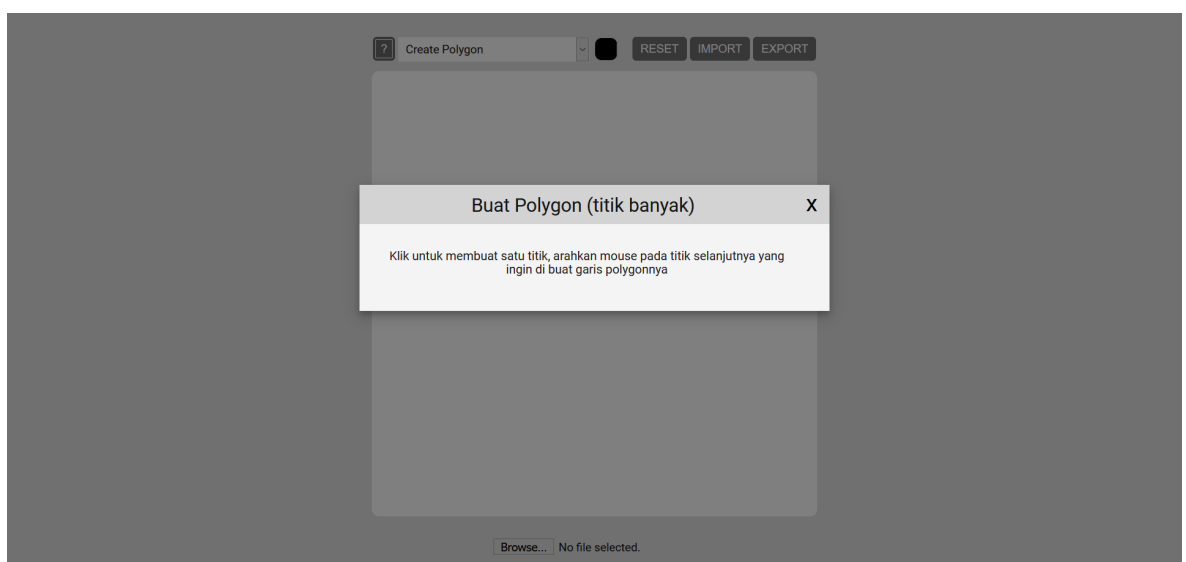 ? Create Polygon RESET IMPORT EXPORT
Buat Polygon (titik banyak) X
Klik untuk membuat satu titik, arahkan mouse pada titik selanjutnya yang
ingin di buat garis polygonnya
Browse... No file selected.